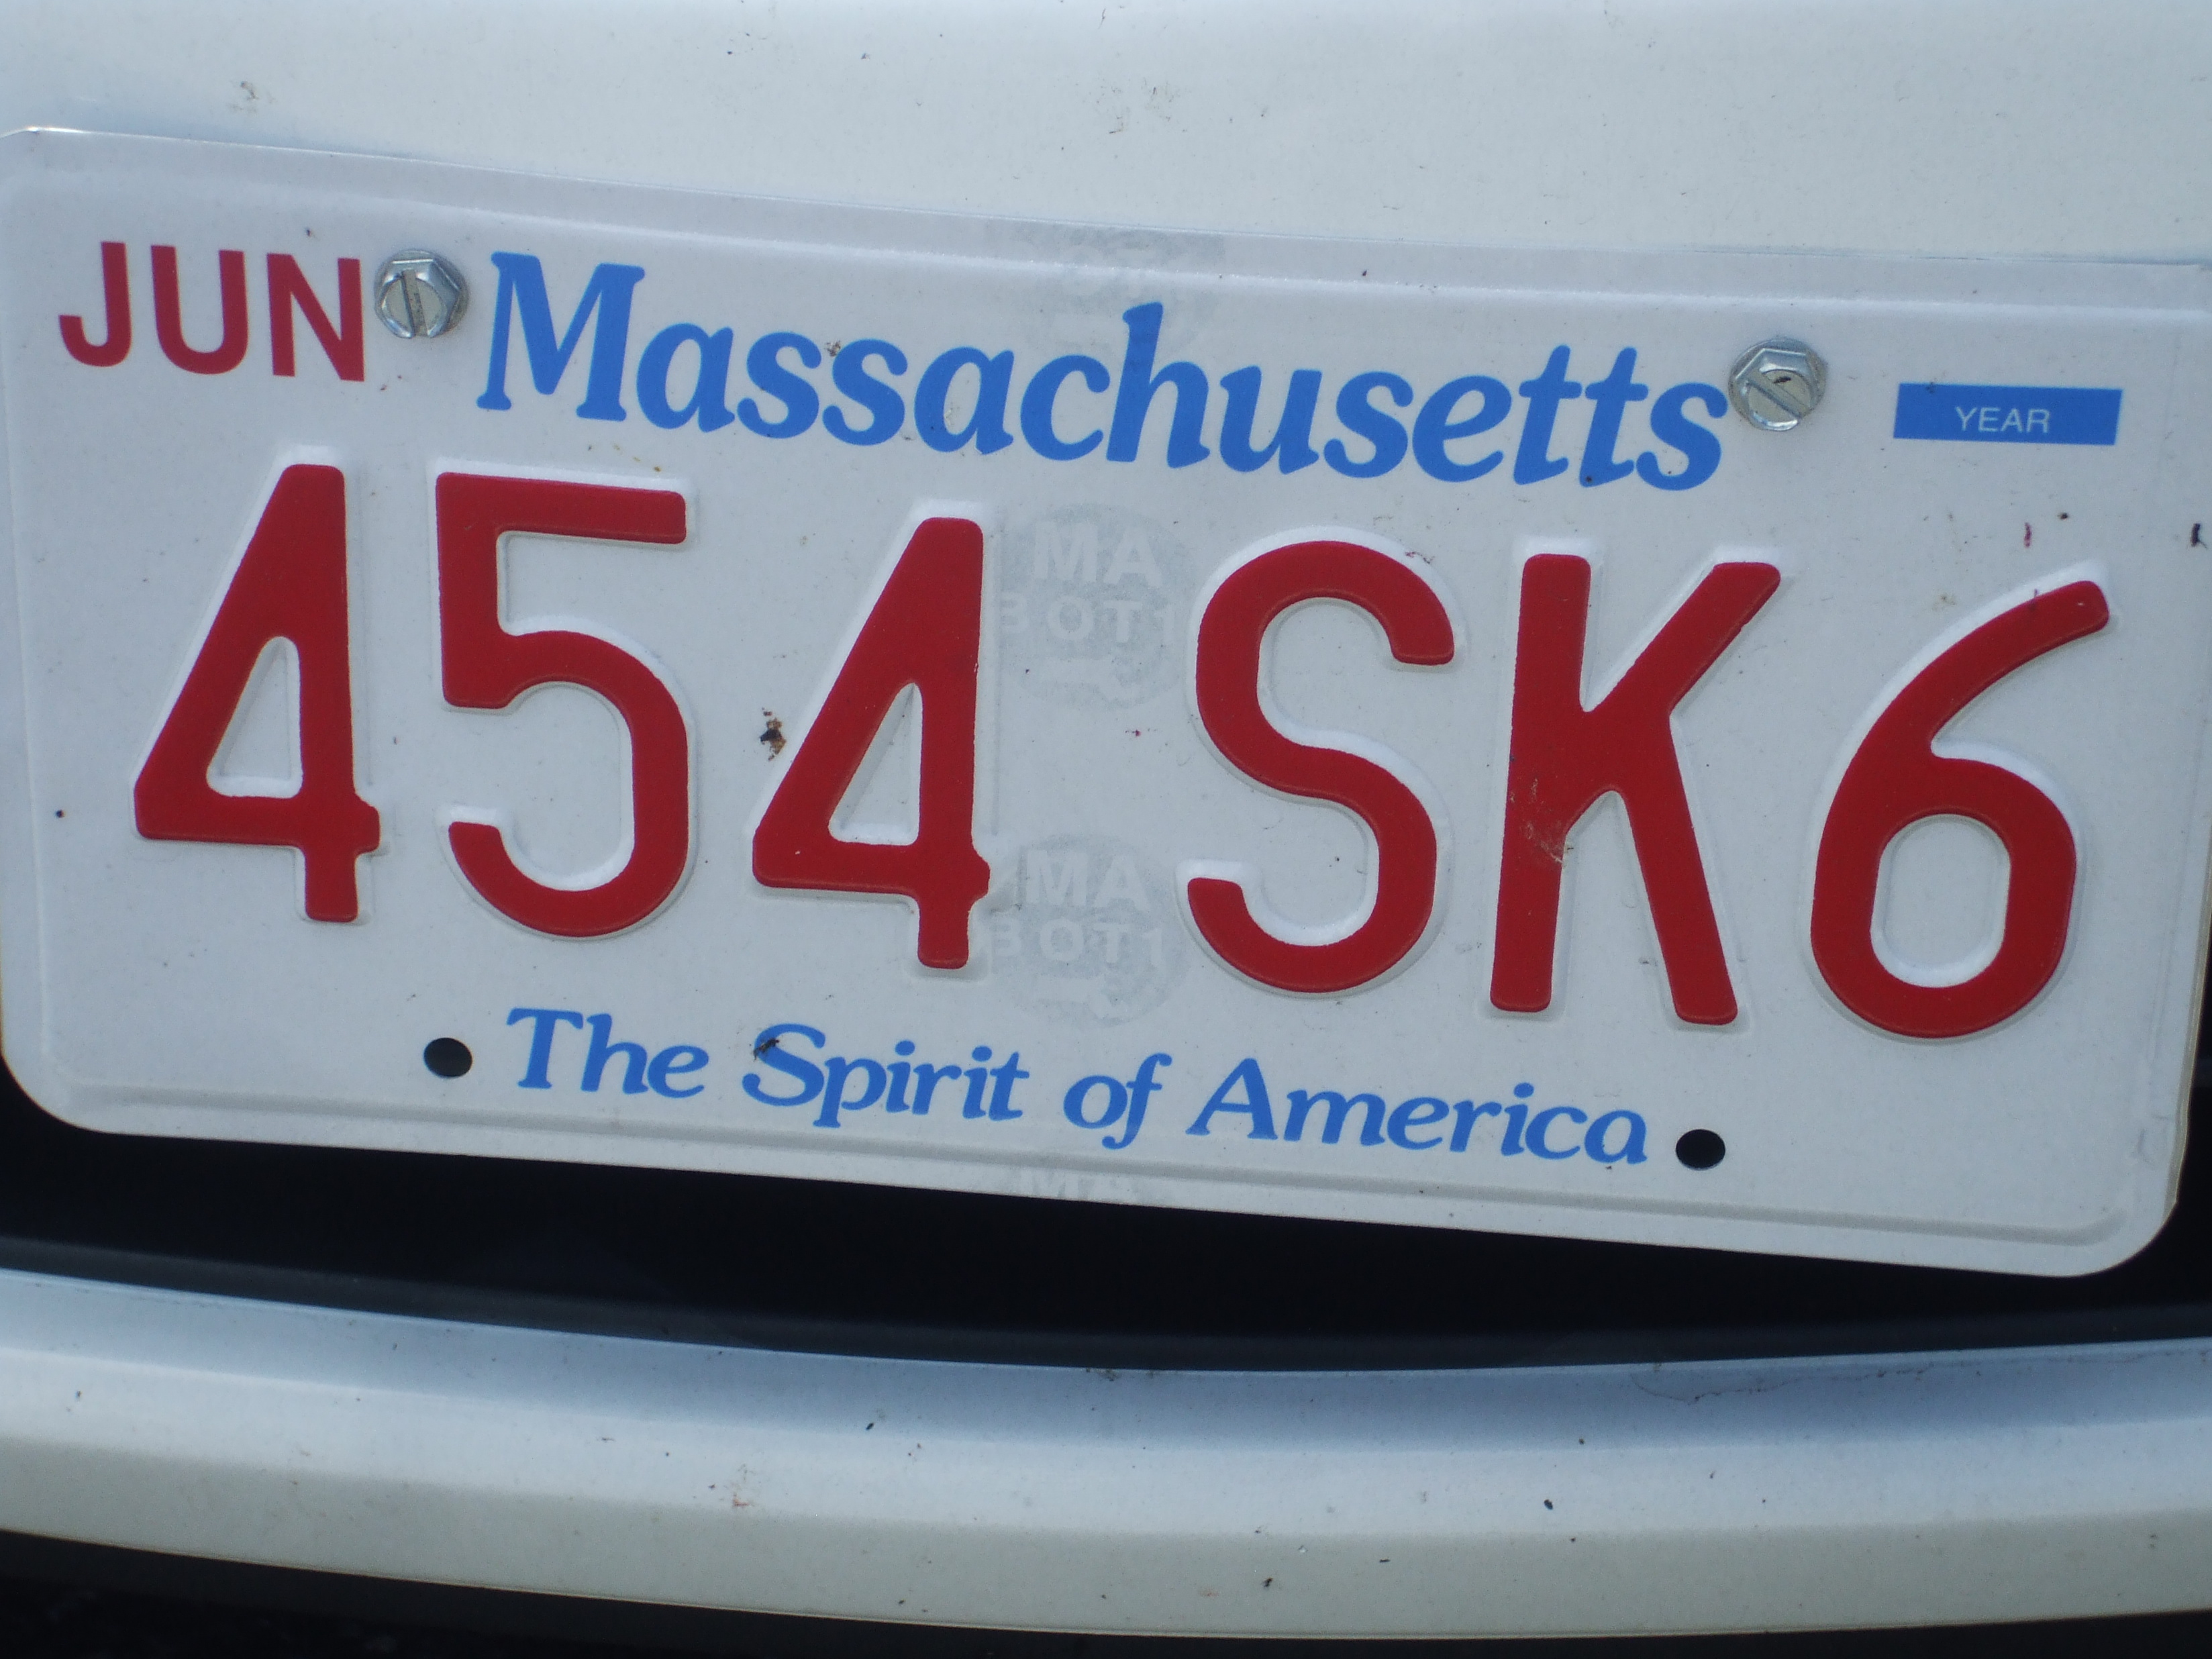 JUN Massachusetts YEAR
454 SK6
The Spirit of America